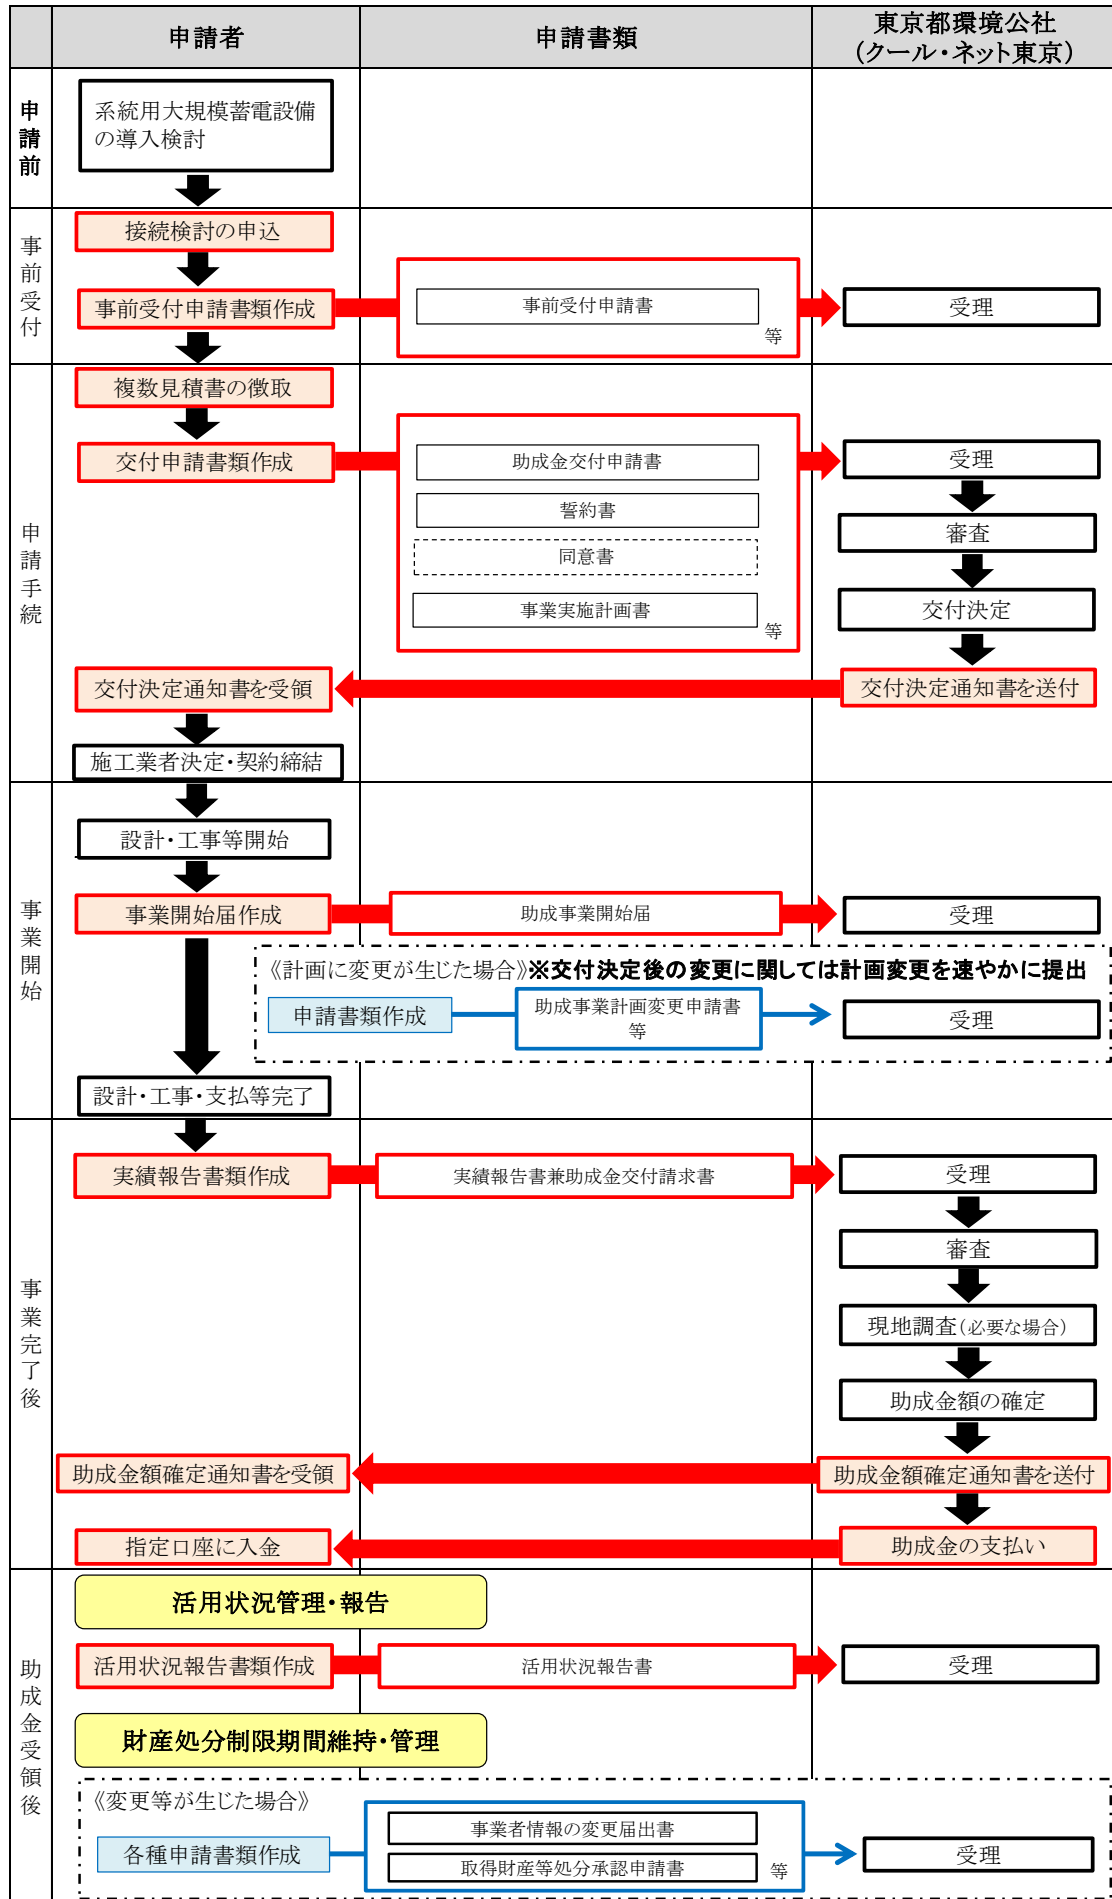 申請者
申請書類
東京都環境公社
(クール・ネット東京)
申請前
系統用大規模蓄電設備
の導入検討
事前受付
接続検討の申込
事前受付申請書類作成
事前受付申請書
等
受理
申請手続
複数見積書の徴取
交付申請書類作成
助成金交付申請書
誓約書
同意書
事業実施計画書
等
受理
審査
交付決定
交付決定通知書を送付
交付決定通知書を受領
施工業者決定・契約締結
事業開始
設計・工事等開始
事業開始届作成
助成事業開始届
受理
《計画に変更が生じた場合》※交付決定後の変更に関しては計画変更を速やかに提出
申請書類作成
助成事業計画変更申請書
等
受理
設計・工事・支払等完了
事業完了後
実績報告書類作成
実績報告書兼助成金交付請求書
受理
審査
現地調査(必要な場合)
助成金額の確定
助成金額確定通知書を送付
助成金額確定通知書を受領
助成金の支払い
指定口座に入金
助成金受領後
活用状況管理・報告
活用状況報告書類作成
活用状況報告書
受理
財産処分制限期間維持・管理
《変更等が生じた場合》
各種申請書類作成
事業者情報の変更届出書
取得財産等処分承認申請書
等
受理